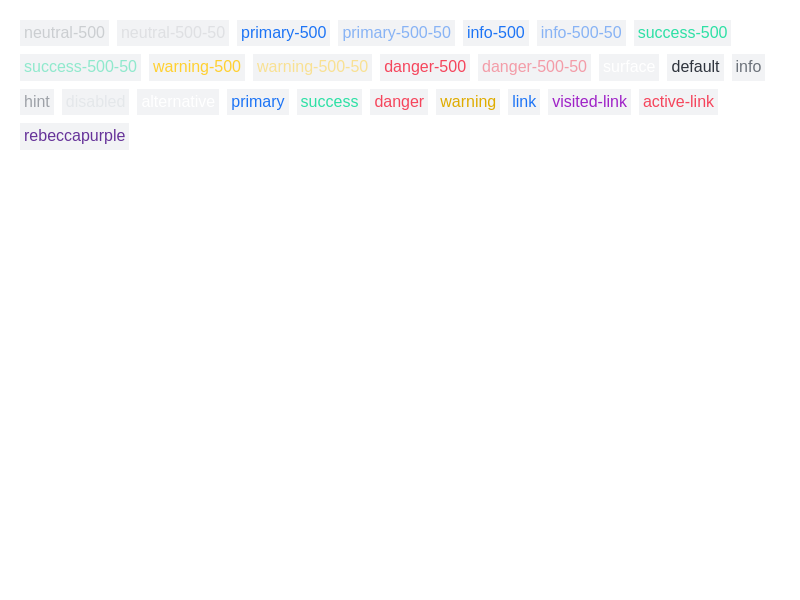 neutral-500 neutral-500-50 primary-500 primary-500-50 info-500 info-500-50 success-500
success-500-50 warning-500 warning-500-50 danger-500 danger-500-50 surface default info
hint disabled alternative primary success danger warning link visited-link active-link
rebeccapurple